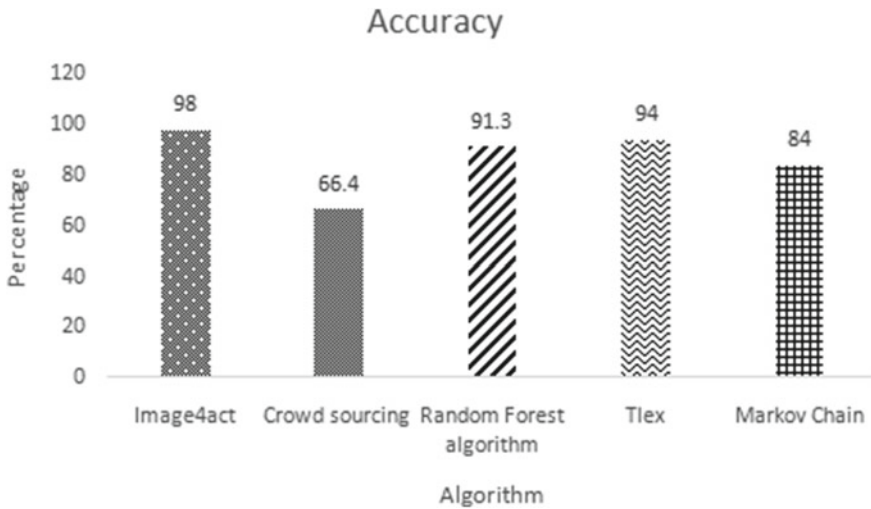 Accuracy
Percentage
120
100
80
60
40
20
0
98
66.4
91.3
94
84
Image4act
Crowd sourcing
Random Forest
algorithm
Tlex
Markov Chain
Algorithm